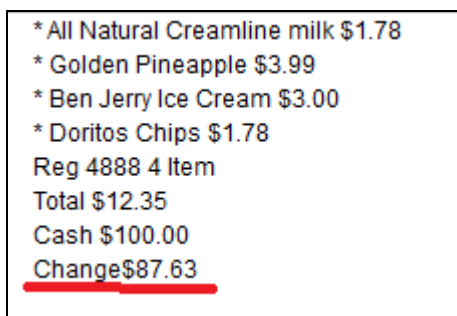 * All Natural Creamline milk $1.78
* Golden Pineapple $3.99
* Ben Jerry Ice Cream $3.00
* Doritos Chips $1.78
Reg 4888 4 Item
Total $12.35
Cash $100.00
Change$87.63